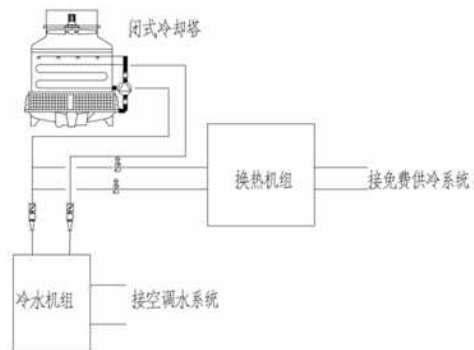 闭式冷却塔
换热机组
接免费供冷系统
冷水机组
接空调水系统